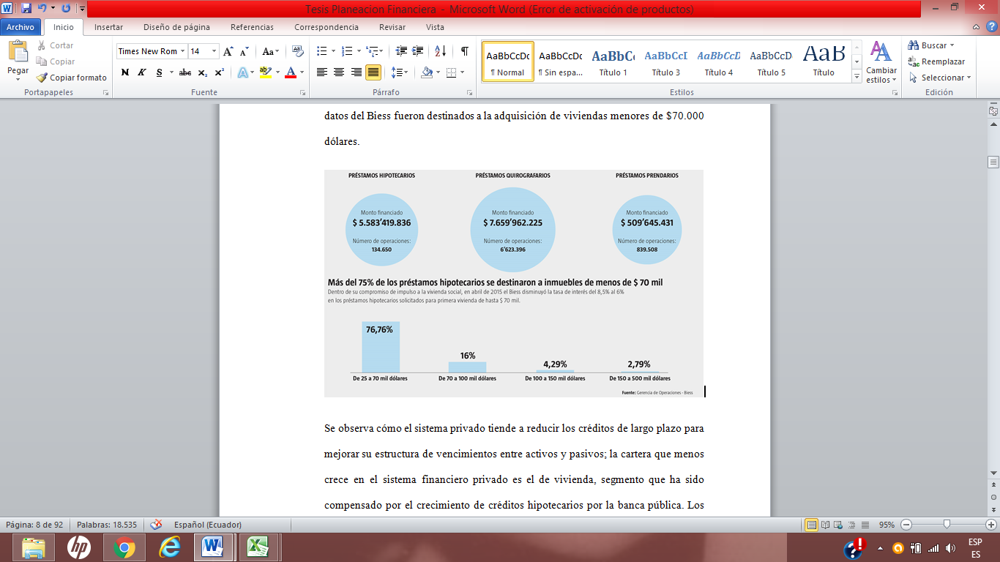 Tesis Planeacion Financiera - Microsoft Word (Error de activación de productos)
Archivo Inicio Insertar Diseño de página Referencias Correspondencia Revisar Vista
Pegar
Cortar
Copiar
Copiar formato
Portapapeles
Times New Rom 14
N K S abc x₂ x²
Fuente
Párrafo
AaBbCcDc AaBbCcDc AaBbCc AaBbCcI AaBbCcD AaBbCcD AaB
¶ Normal ¶ Sin espa... Título 1 Título 3 Título 4 Título 5 Título
Estilos
Cambiar
estilos
Buscar
Reemplazar
Seleccionar
Edición
datos del Biess fueron destinados a la adquisición de viviendas menores de $70.000
dólares.
PRÉSTAMOS HIPOTECARIOS PRÉSTAMOS QUIROGRAFARIOS PRÉSTAMOS PRENDARIOS
Monto financiado Monto financiado Monto financiado
$ 5.583’419.836 $ 7.659’962.225 $ 509’645.431
Número de operaciones: Número de operaciones: Número de operaciones:
134.650 6’623.396 839.508
Más del 75% de los préstamos hipotecarios se destinaron a inmuebles de menos de $ 70 mil
Dentro de su compromiso de impulso a la vivienda social, en abril de 2015 el Biess disminuyó la tasa de interés del 8,5% al 6%
en los préstamos hipotecarios solicitados para primera vivienda de hasta $ 70 mil.
76,76% 16% 4,29% 2,79%
De 25 a 70 mil dólares De 70 a 100 mil dólares De 100 a 150 mil dólares De 150 a 500 mil dólares
Fuente: Gerencia de Operaciones - Biess
Se observa cómo el sistema privado tiende a reducir los créditos de largo plazo para
mejorar su estructura de vencimientos entre activos y pasivos; la cartera que menos
crece en el sistema financiero privado es el de vivienda, segmento que ha sido
compensado por el crecimiento de créditos hipotecarios por la banca pública. Los
Página: 8 de 92 Palabras: 18.535 Español (Ecuador) 95%
ESP
ES